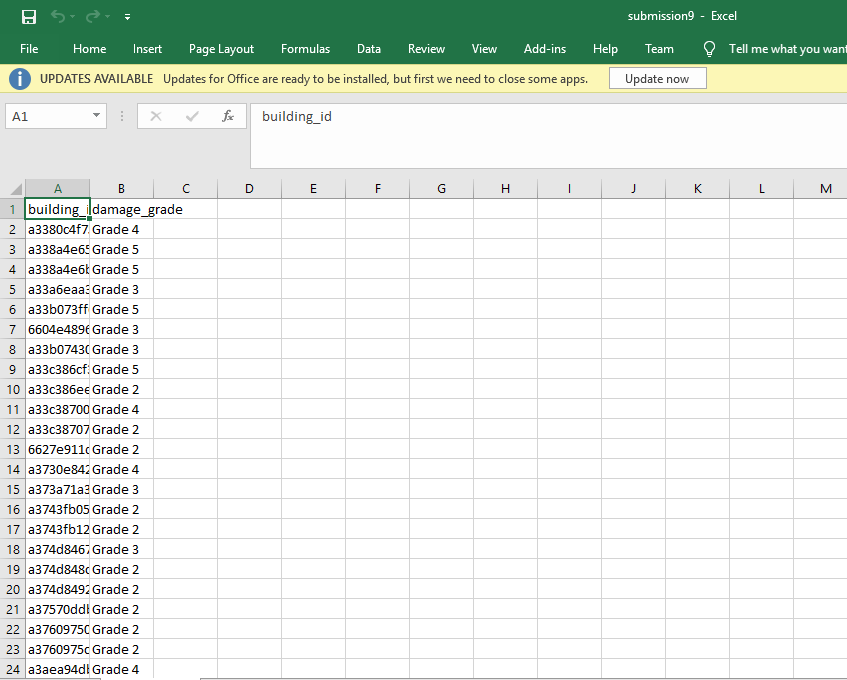 submission9 - Excel
File Home Insert Page Layout Formulas Data Review View Add-ins Help Team Tell me what you want
UPDATES AVAILABLE Updates for Office are ready to be installed, but first we need to close some apps. Update now
A1 fx building_id
A B C D E F G H I J K L M
1 building_i damage_grade
2 a3380c4f7 Grade 4
3 a338a4e65 Grade 5
4 a338a4e6b Grade 5
5 a33a6eaa3 Grade 3
6 a33b073ff Grade 5
7 6604e4896 Grade 3
8 a33b07430 Grade 3
9 a33c386cf Grade 5
10 a33c386ee Grade 2
11 a33c38700 Grade 4
12 a33c38707 Grade 2
13 6627e911c Grade 2
14 a3730e842 Grade 4
15 a373a71a3 Grade 3
16 a3743fb05 Grade 2
17 a3743fb12 Grade 2
18 a374d8467 Grade 3
19 a374d848c Grade 2
20 a374d8492 Grade 2
21 a37570ddb Grade 2
22 a37609750 Grade 2
23 a3760975c Grade 2
24 a3aea94db Grade 4